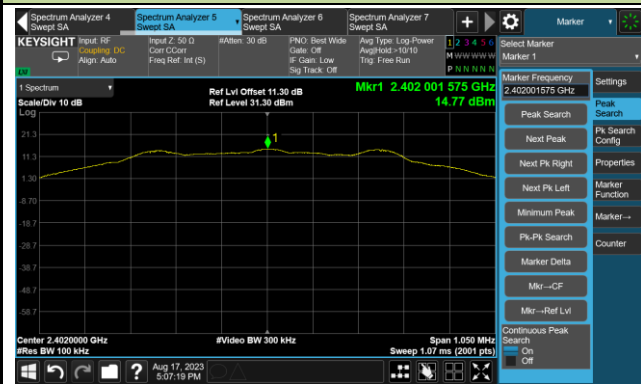 Spectrum Analyzer 4
Swept SA
Spectrum Analyzer 5
Swept SA
Spectrum Analyzer 6
Swept SA
Spectrum Analyzer 7
Swept SA
+
Marker
KEYSIGHT
Input: RF
Coupling: DC
Align: Auto
Input Z: 50 Ω
Corr CCorr
Freq Ref: Int (S)
#Atten: 30 dB
PNO: Best Wide
Gate: Off
IF Gain: Low
Sig Track: Off
Avg Type: Log-Power
Avg|Hold:>10/10
Trig: Free Run
1 2 3 4 5 6
M W W W W W
P N N N N N
Select Marker
Marker 1
1 Spectrum
Scale/Div 10 dB
Log
Ref Lvl Offset 11.30 dB
Ref Level 31.30 dBm
Mkr1 2.402 001 575 GHz
14.77 dBm
21.3
11.3
1.30
-8.70
-18.7
-28.7
-38.7
-48.7
-58.7
1
Center 2.4020000 GHz
#Res BW 100 kHz
#Video BW 300 kHz
Span 1.050 MHz
Sweep 1.07 ms (2001 pts)
Marker Frequency
2.402001575 GHz
Peak Search
Next Peak
Next Pk Right
Next Pk Left
Minimum Peak
Pk-Pk Search
Marker Delta
Mkr→CF
Mkr→Ref Lvl
Continuous Peak
Search
On
Off
Settings
Peak
Search
Pk Search
Config
Properties
Marker
Function
Marker→
Counter
?
Aug 17, 2023
5:07:19 PM